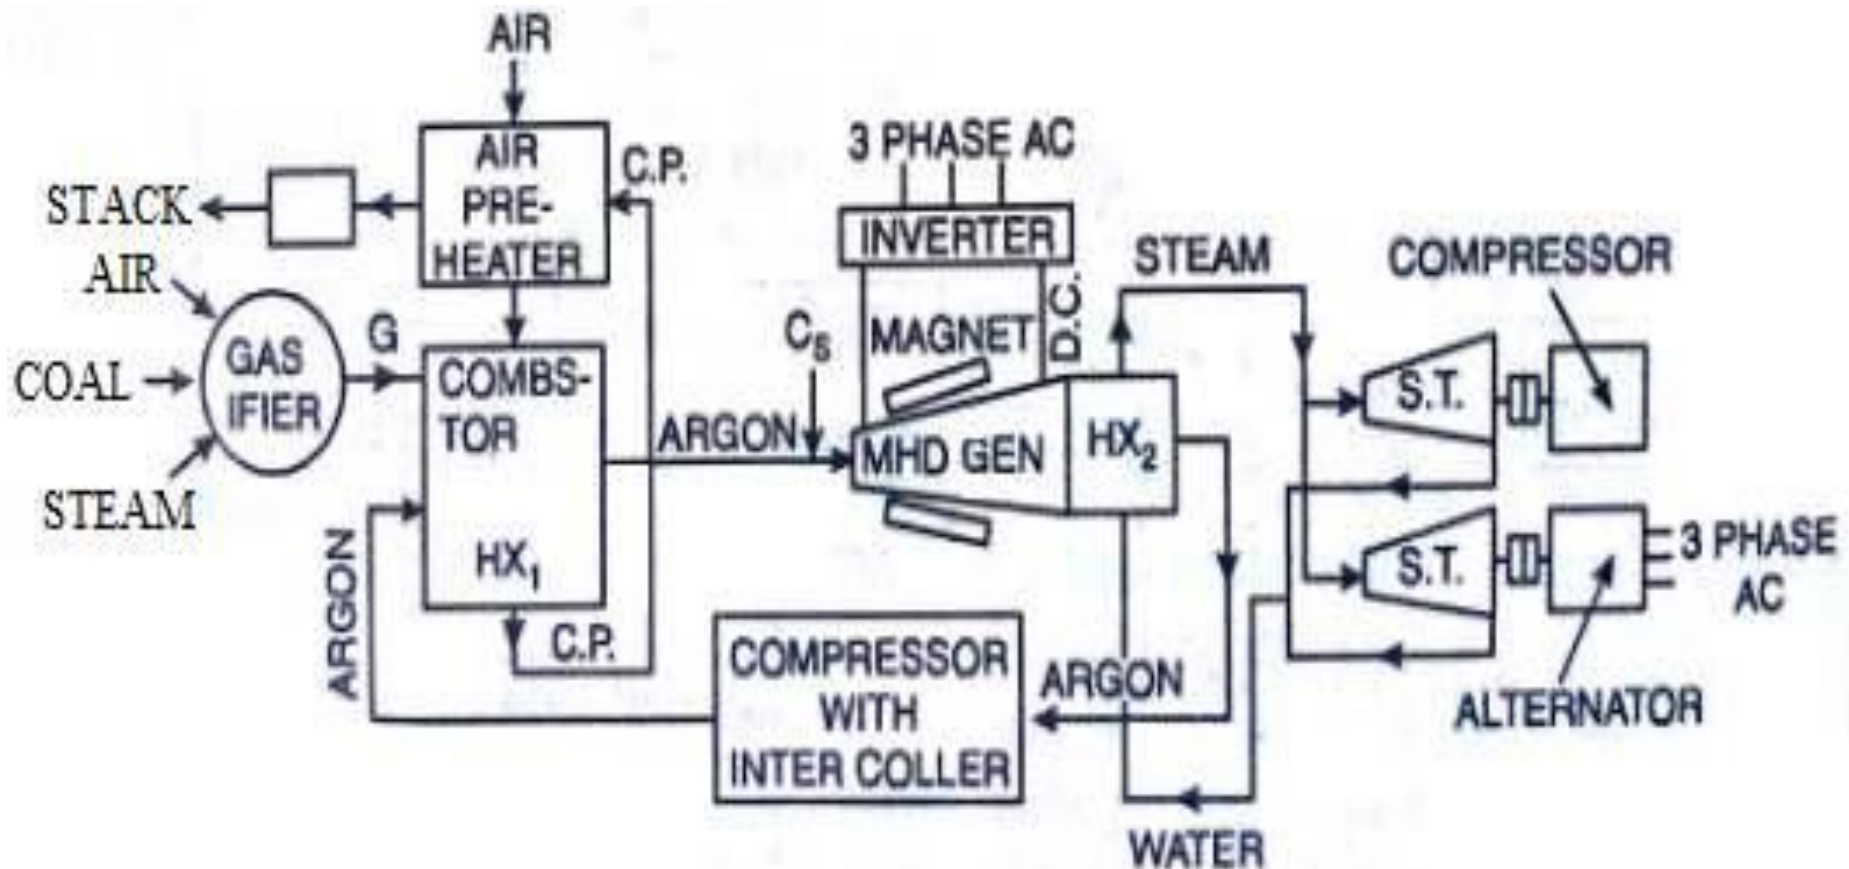 AIR
AIR
PRE-
HEATER
C.P.
STACK
AIR
COAL
STEAM
GAS
IFIER
G
COMBS-
TOR
HX₁
C.P.
ARGON
ARGON
Cₛ
3 PHASE AC
INVERTER
MAGNET
D.C.
MHD GEN
HX₂
STEAM
COMPRESSOR
S.T.
S.T.
3 PHASE
AC
ALTERNATOR
COMPRESSOR
WITH
INTER COLLER
ARGON
WATER